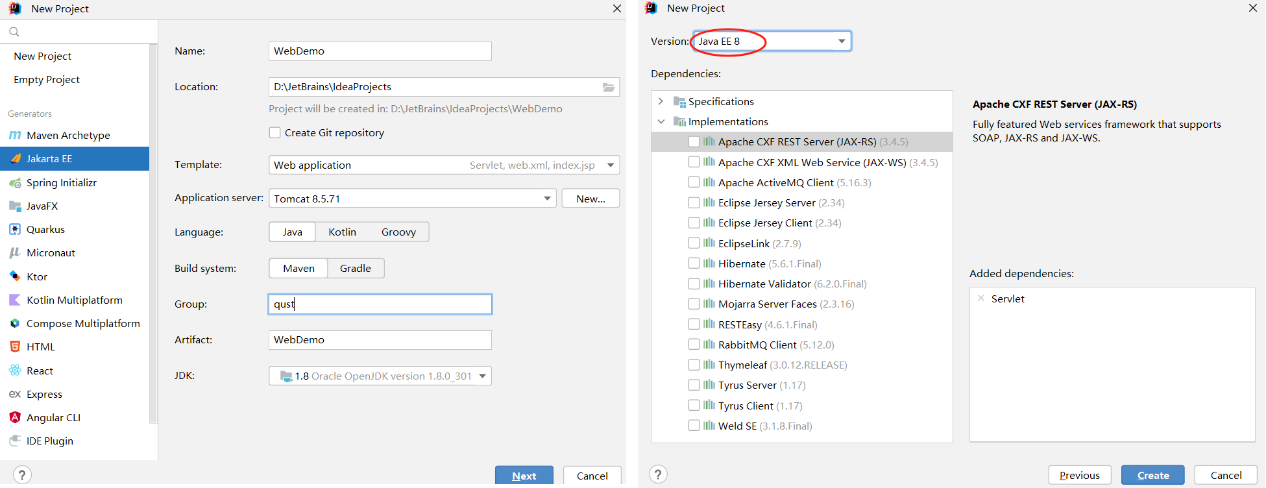 New Project
New Project
Empty Project
Generators
Maven Archetype
Jakarta EE
Spring Initializr
JavaFX
Quarkus
Micronaut
Ktor
Kotlin Multiplatform
Compose Multiplatform
HTML
React
Express
Angular CLI
IDE Plugin
Name: WebDemo
Location: D:\JetBrains\IdeaProjects
Project will be created in: D:\JetBrains\IdeaProjects\WebDemo
Create Git repository
Template: Web application Servlet, web.xml, index.jsp
Application server: Tomcat 8.5.71 New...
Language: Java Kotlin Groovy
Build system: Maven Gradle
Group: qust
Artifact: WebDemo
JDK: 1.8 Oracle OpenJDK version 1.8.0_301
? Next Cancel
New Project
Version: Java EE 8
Dependencies:
Specifications
Implementations
Apache CXF REST Server (JAX-RS) (3.4.5)
Apache CXF XML Web Service (JAX-WS) (3.4.5)
Apache ActiveMQ Client (5.16.3)
Eclipse Jersey Server (2.34)
Eclipse Jersey Client (2.34)
EclipseLink (2.7.9)
Hibernate (5.6.1.Final)
Hibernate Validator (6.2.0.Final)
Mojarra Server Faces (2.3.16)
RESTEasy (4.6.1.Final)
RabbitMQ Client (5.12.0)
Thymeleaf (3.0.12.RELEASE)
Tyrus Server (1.17)
Tyrus Client (1.17)
Weld SE (3.1.8.Final)
Apache CXF REST Server (JAX-RS)
Fully featured Web services framework that supports
SOAP, JAX-RS and JAX-WS.
Added dependencies:
Servlet
? Previous Create Cancel